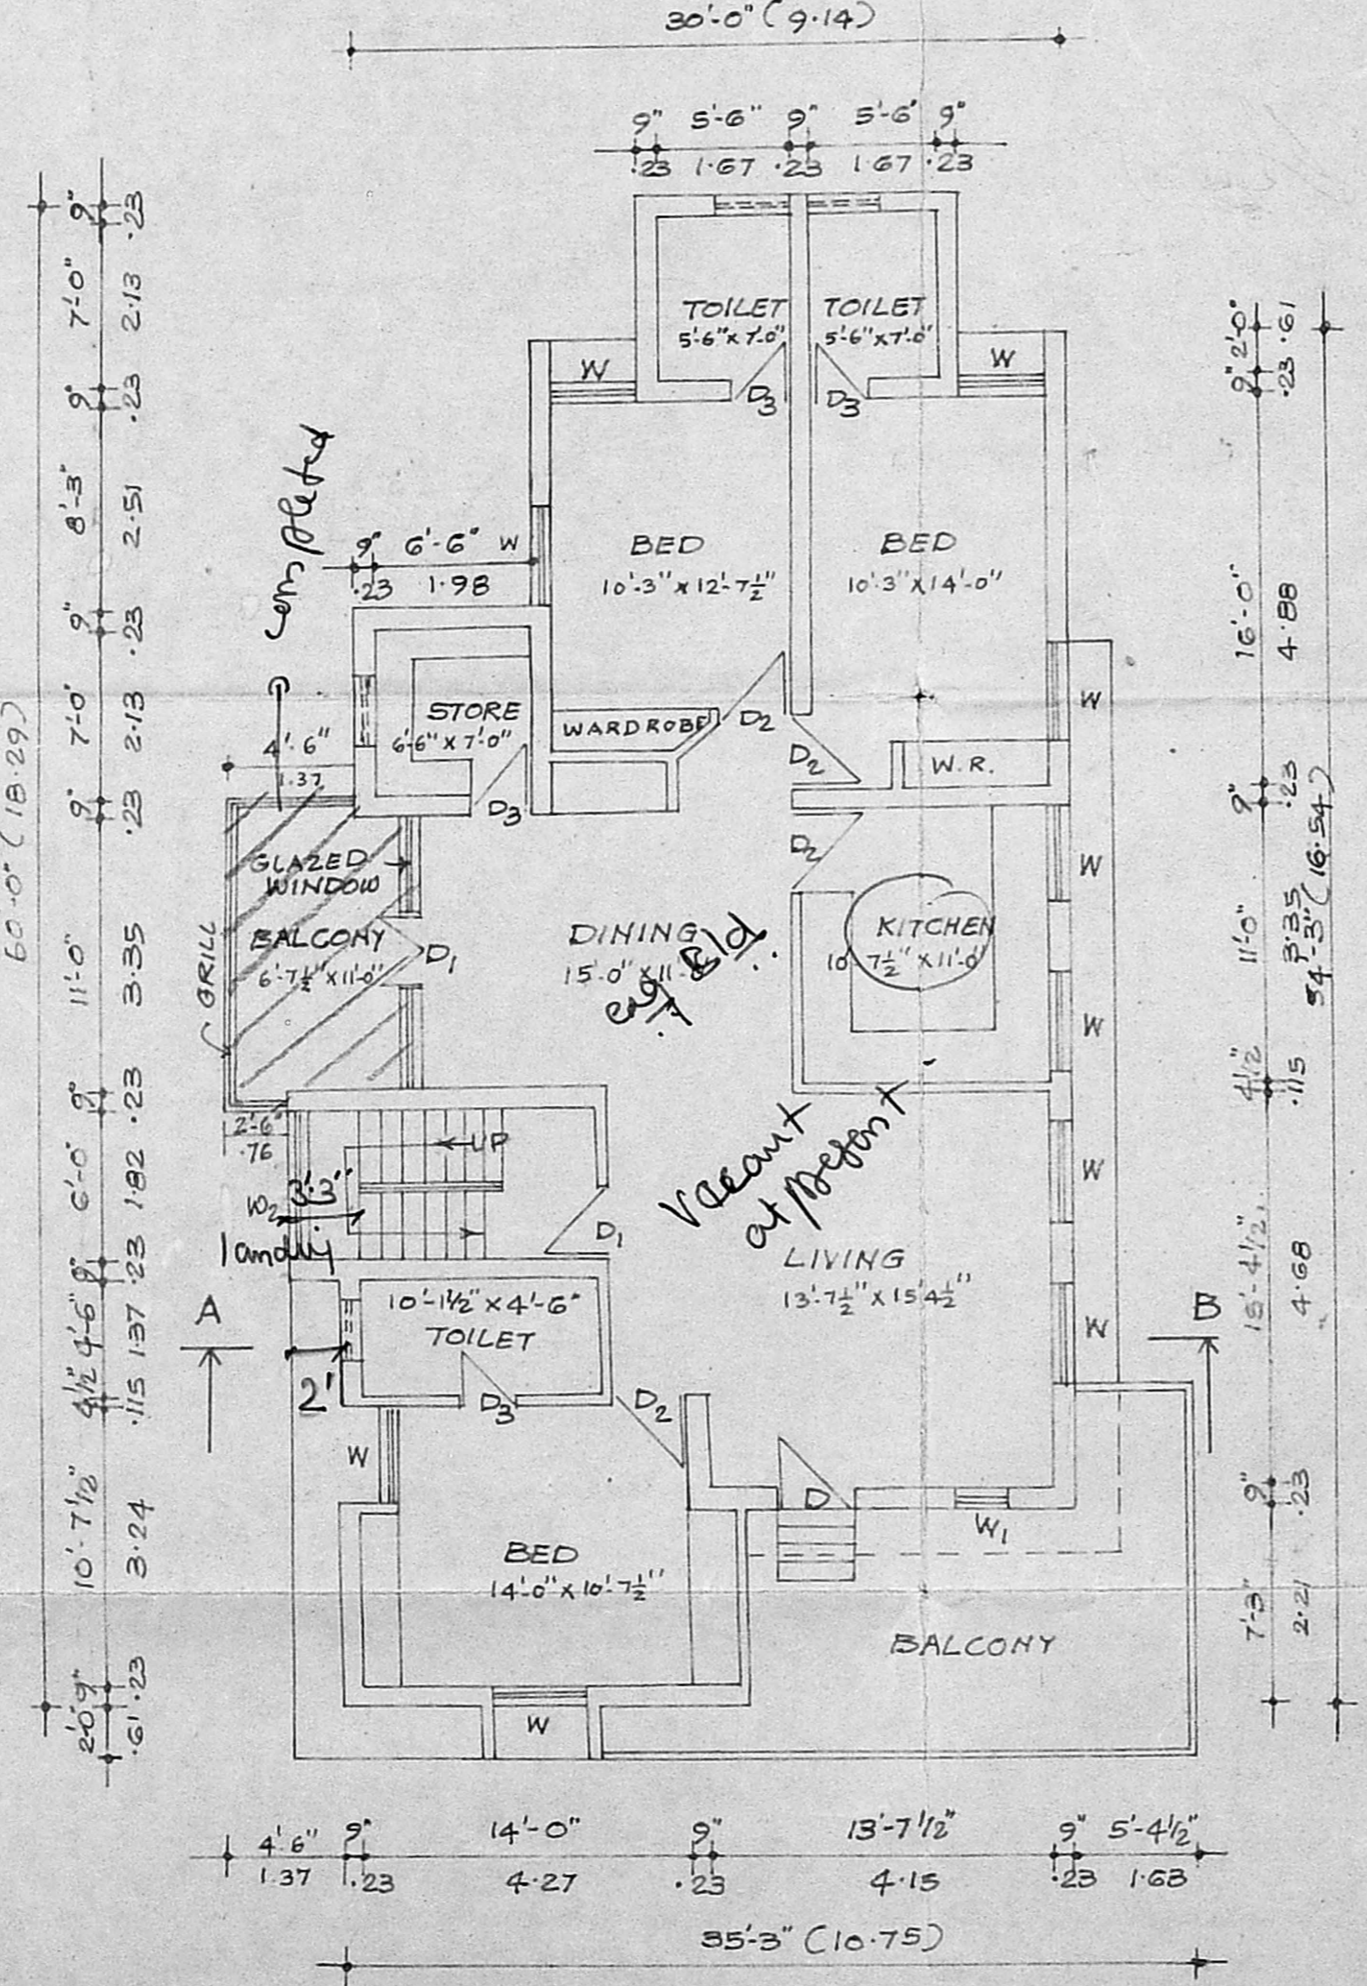 30'-0" (9.14)
9" 5'-6" 9" 5'-6" 9"
.23 1.67 .23 1.67 .23
TOILET
5'-6" x 7'-0"
TOILET
5'-6" x 7'-0"
W
W
D3
D3
9" 7'-0" 9" 8'-3" 9" 7'-0" 9" 11'-0" 9" 6'-0" 9" 4'-6" 4½" 10'-7½" 9" 2'-0"
.23 2.13 .23 2.51 .23 2.13 .23 3.35 .23 1.82 .23 1.37 .115 3.24 .23 .61
60'-0" (18.29)
2'-0" 9" 16'-0" 9" 11'-0" 4½" 15'-4½" 9" 7'-3"
.61 .23 4.88 .23 3.35 .115 4.68 .23 2.21
54'-3" (16.54)
completed
9" 6'-6" W
.23 1.98
BED
10'-3" x 12'-7½"
BED
10'-3" x 14'-0"
STORE
6'-6" x 7'-0"
WARDROBE
D2
D2
W.R.
W
4'-6"
1.37
D3
GLAZED
WINDOW
BALCONY
6'-7½" x 11'-0"
GRILL
D1
DINING
15'-0" x 11'
D2
KITCHEN
10' 7½" x 11'-0"
W
W
2'-6"
.76
UP
W2
3'3"
landing
D1
Vacant
at present
W
LIVING
13'-7½" x 15'4½"
W
A
B
10'-1½" x 4'-6"
TOILET
2'
D3
D2
W
D
W1
BED
14'-0" x 10'-7½"
BALCONY
W
4'-6" 9" 14'-0" 9" 13'-7½" 9" 5'-4½"
1.37 .23 4.27 .23 4.15 .23 1.63
35'-3" (10.75)